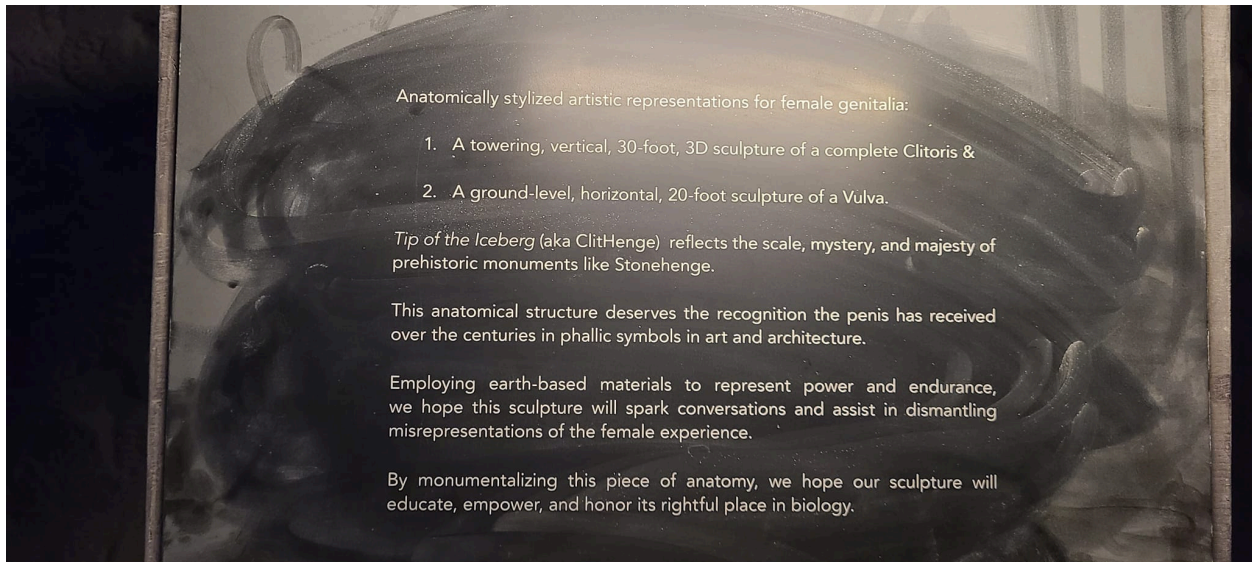 Anatomically stylized artistic representations for female genitalia:
1. A towering, vertical, 30-foot, 3D sculpture of a complete Clitoris &
2. A ground-level, horizontal, 20-foot sculpture of a Vulva.
Tip of the Iceberg (aka ClitHenge) reflects the scale, mystery, and majesty of
prehistoric monuments like Stonehenge.
This anatomical structure deserves the recognition the penis has received
over the centuries in phallic symbols in art and architecture.
Employing earth-based materials to represent power and endurance,
we hope this sculpture will spark conversations and assist in dismantling
misrepresentations of the female experience.
By monumentalizing this piece of anatomy, we hope our sculpture will
educate, empower, and honor its rightful place in biology.